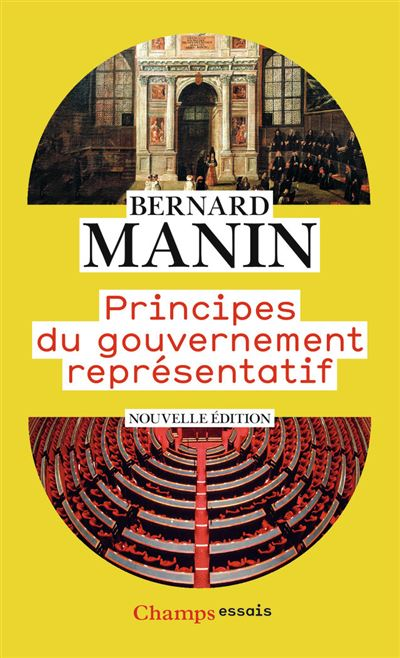 BERNARD
MANIN
Principes
du gouvernement
représentatif
NOUVELLE ÉDITION
Champs essais